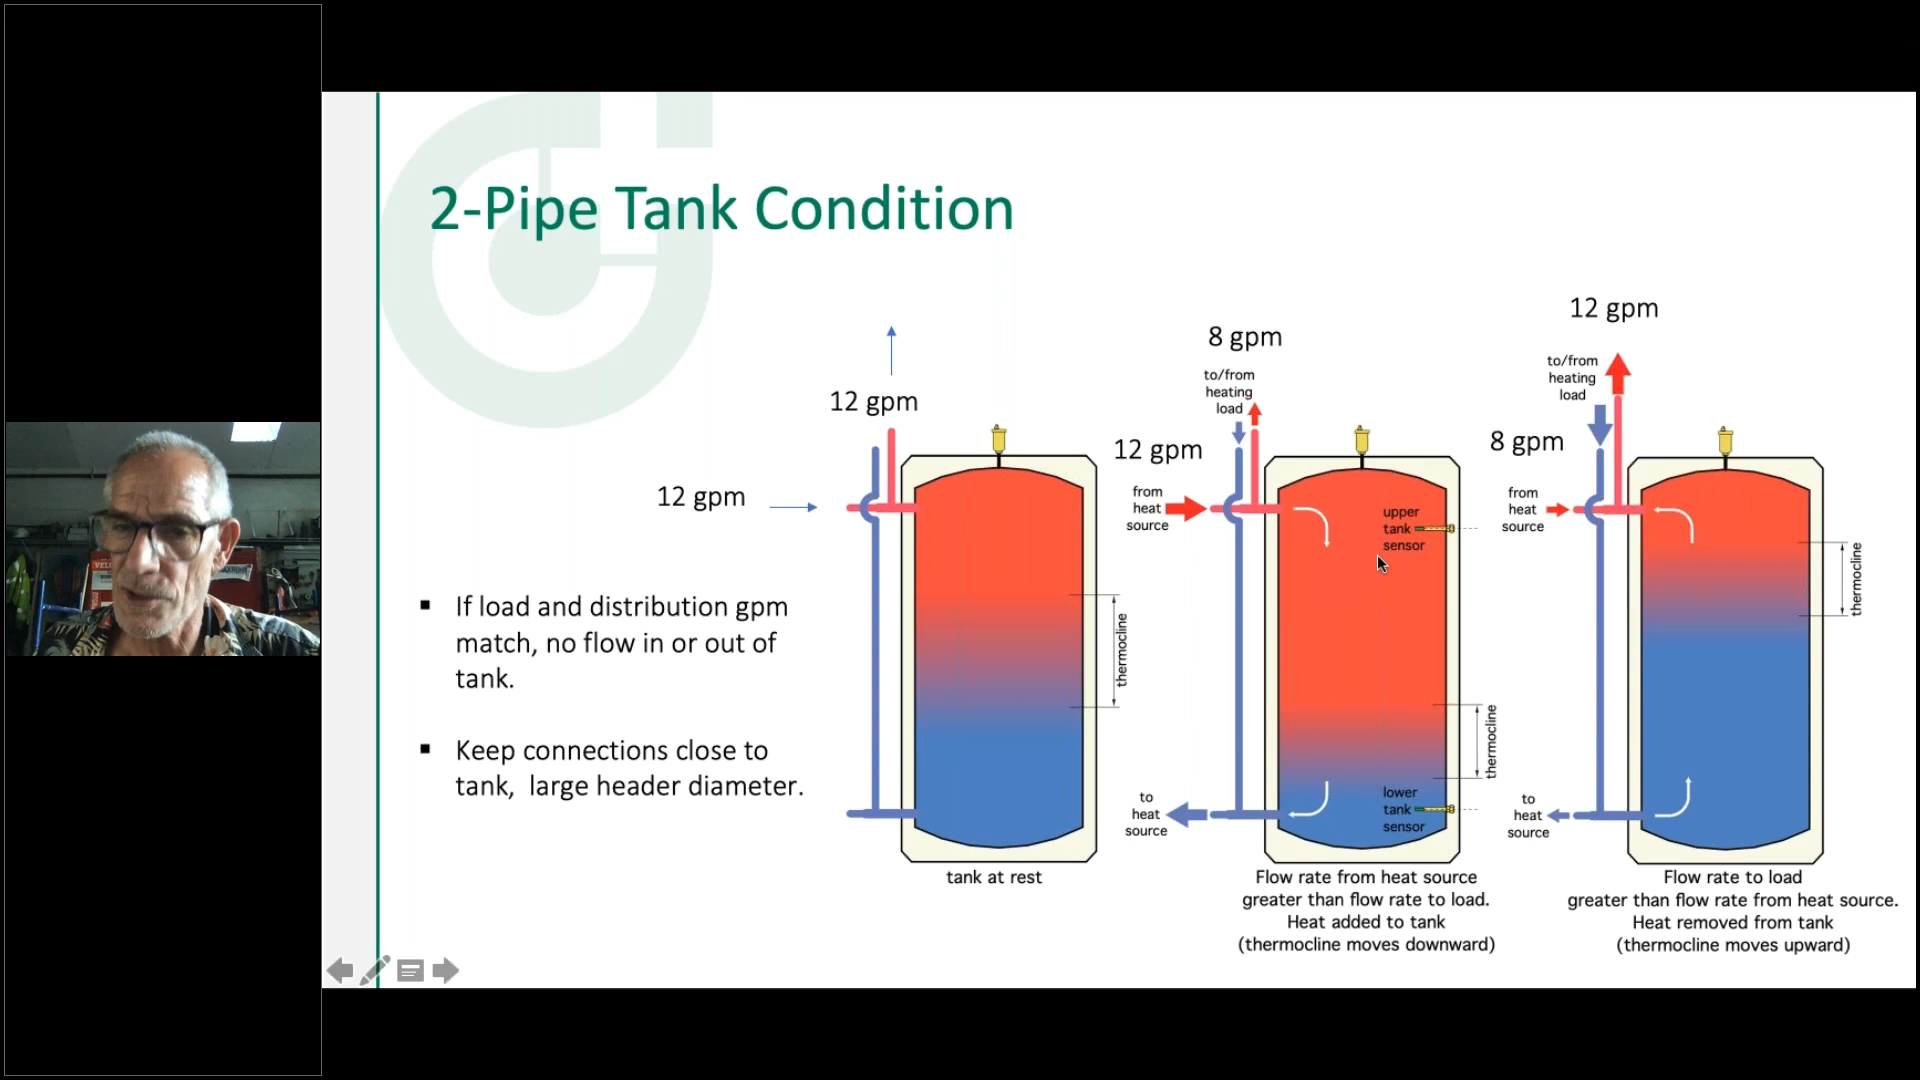 2-Pipe Tank Condition
If load and distribution gpm
match, no flow in or out of
tank.
Keep connections close to
tank, large header diameter.
12 gpm
12 gpm
thermocline
tank at rest
8 gpm
to/from
heating
load
12 gpm
from
heat
source
upper
tank
sensor
thermocline
lower
tank
sensor
to
heat
source
Flow rate from heat source
greater than flow rate to load.
Heat added to tank
(thermocline moves downward)
12 gpm
to/from
heating
load
8 gpm
from
heat
source
thermocline
to
heat
source
Flow rate to load
greater than flow rate from heat source.
Heat removed from tank
(thermocline moves upward)